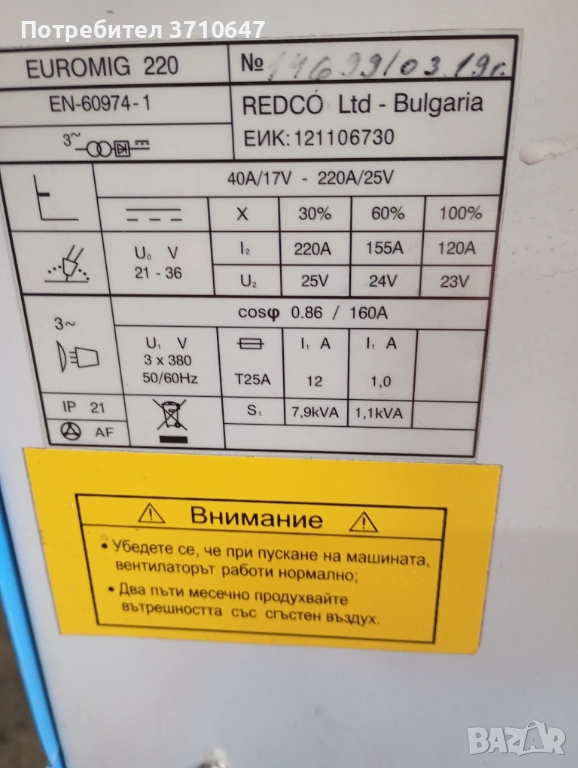 Потребител 3710647
EUROMIG 220 № 14699/03.19г.
EN-60974-1 REDCO Ltd - Bulgaria
3~ ЕИК: 121106730
40A/17V - 220A/25V
X 30% 60% 100%
U₀ V I₂ 220A 155A 120A
21 - 36 U₂ 25V 24V 23V
cosφ 0.86 / 160A
3~ U₁ V I₁ A I₁ A
3 x 380
50/60Hz T25A 12 1,0
IP 21 S₁ 7,9kVA 1,1kVA
AF
Внимание
• Убедете се, че при пускане на машината,
вентилаторът работи нормално;
• Два пъти месечно продухвайте
вътрешността със сгъстен въздух.
BAZAR